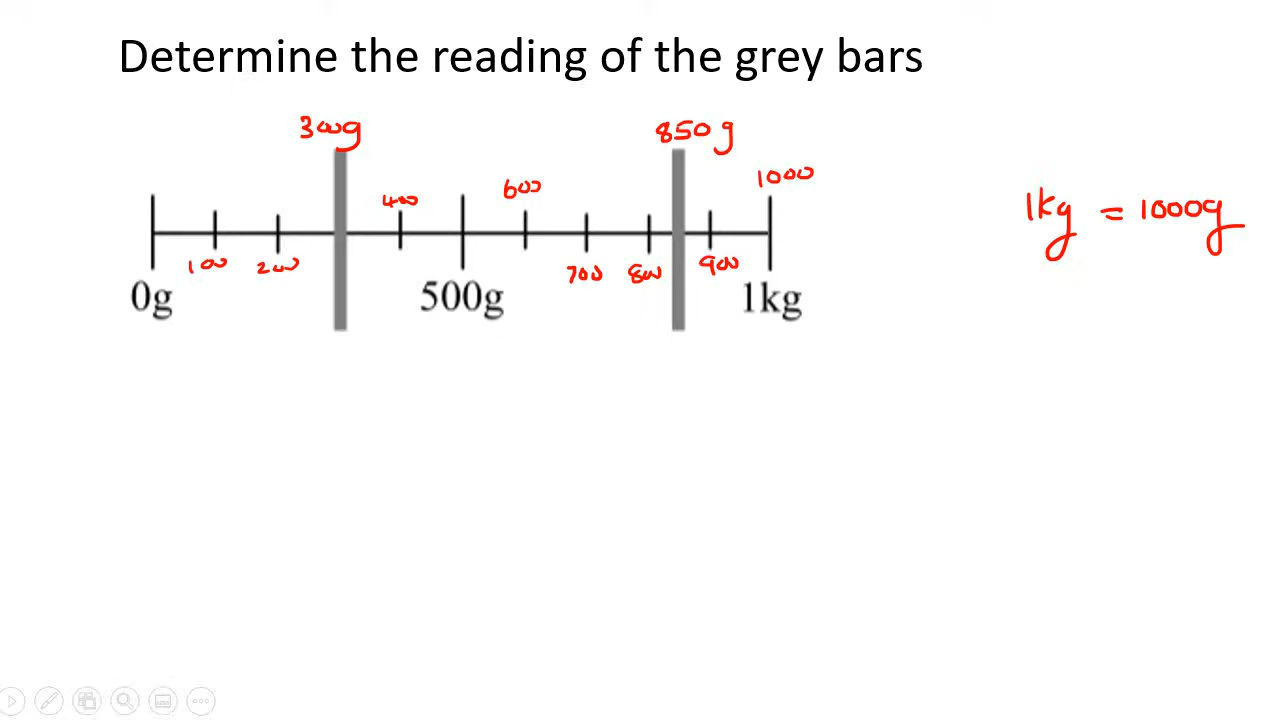 Determine the reading of the grey bars
300g 850g
1000
600
400
1kg = 1000g
100 200 700 800 900
0g 500g 1kg